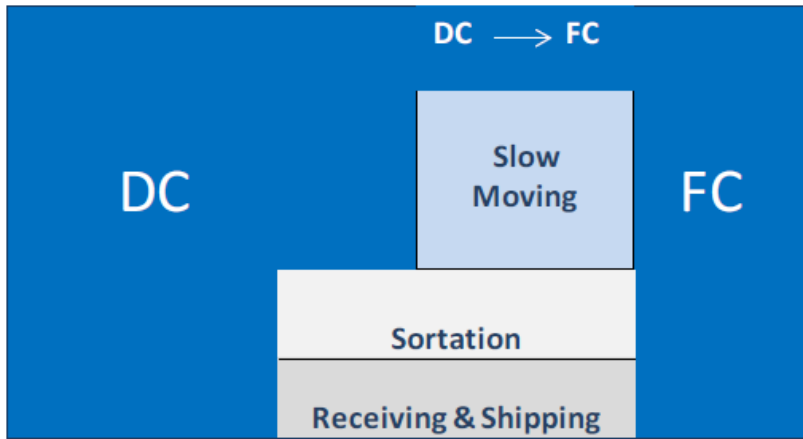 DC → FC
Slow
Moving
DC
FC
Sortation
Receiving & Shipping